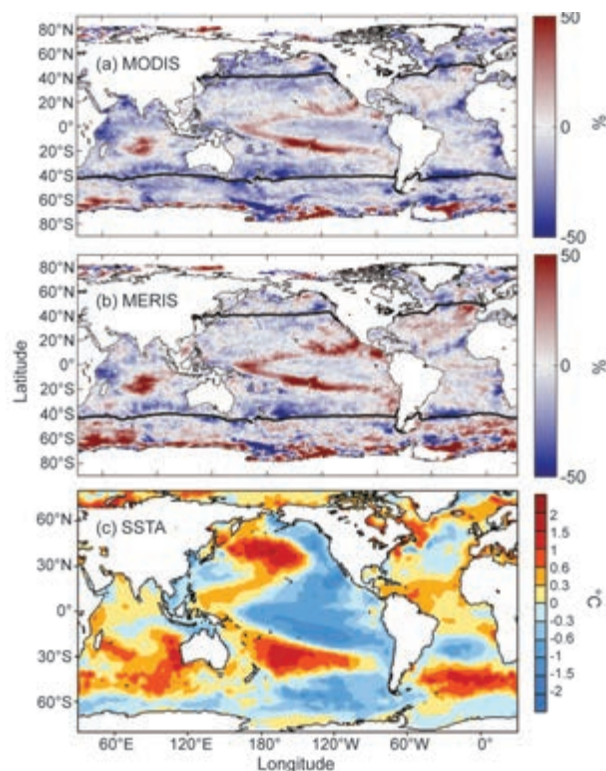 80°N
60°N
40°N
20°N
0°
20°S
40°S
60°S
80°S
(a) MODIS
50
0
-50
%
80°N
60°N
40°N
20°N
0°
20°S
40°S
60°S
80°S
(b) MERIS
50
0
-50
%
Latitude
60°N
30°N
0°
30°S
60°S
(c) SSTA
2
1.5
1
0.6
0.3
0
-0.3
-0.6
-1
-1.5
-2
°C
60°E 120°E 180° 120°W 60°W 0°
Longitude